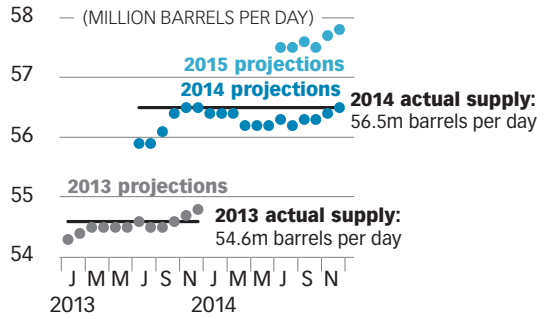 58
(MILLION BARRELS PER DAY)
2015 projections
57
2014 projections
2014 actual supply:
56.5m barrels per day
56
55
2013 projections
2013 actual supply:
54.6m barrels per day
54
J M M J S N J M M J S N
2013 2014